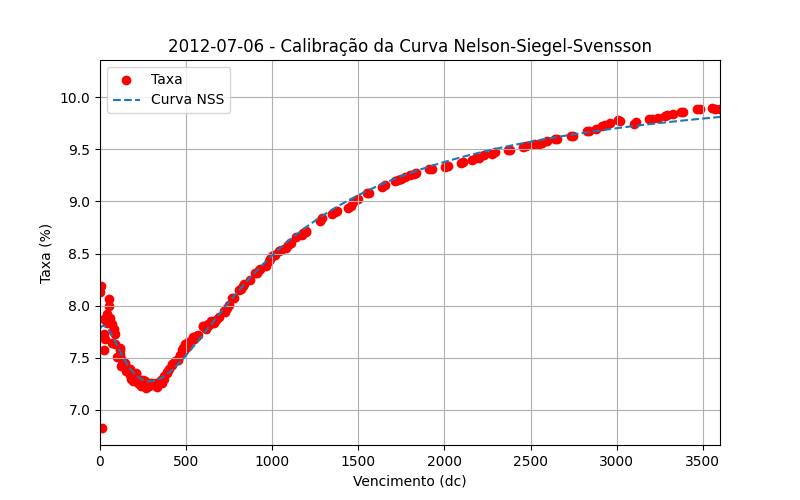 2012-07-06 - Calibração da Curva Nelson-Siegel-Svensson
Taxa
Curva NSS
Taxa (%)
10.0
9.5
9.0
8.5
8.0
7.5
7.0
0 500 1000 1500 2000 2500 3000 3500
Vencimento (dc)